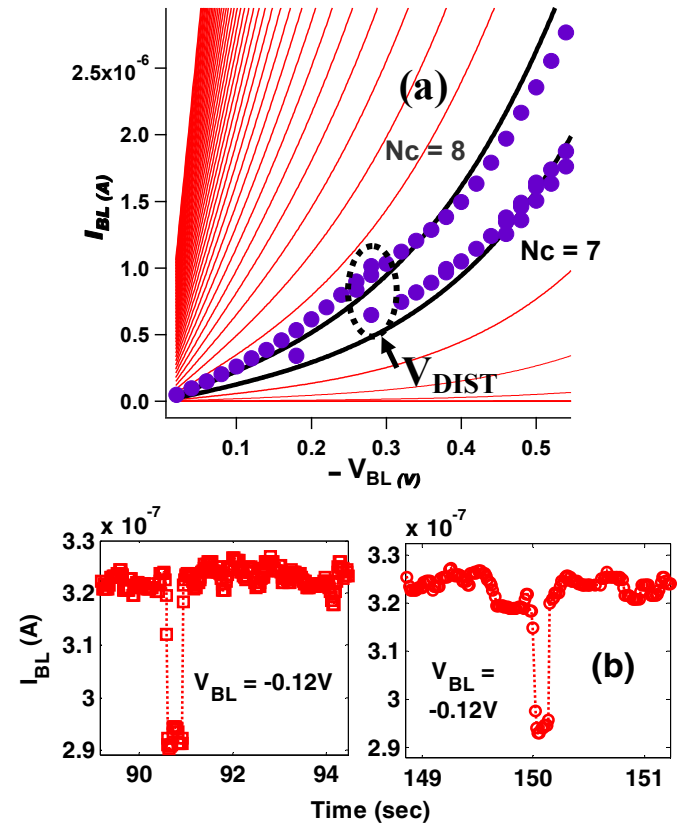 2.5x10⁻⁶
2.0
1.5
1.0
0.5
0.0
I_BL (A)
(a)
Nc = 8
Nc = 7
V_DIST
0.1 0.2 0.3 0.4 0.5
– V_BL (V)
x 10⁻⁷
3.3
3.2
3.1
3
2.9
I_BL (A)
V_BL = -0.12V
90 92 94
x 10⁻⁷
3.3
3.2
3.1
3
2.9
V_BL =
-0.12V
(b)
149 150 151
Time (sec)